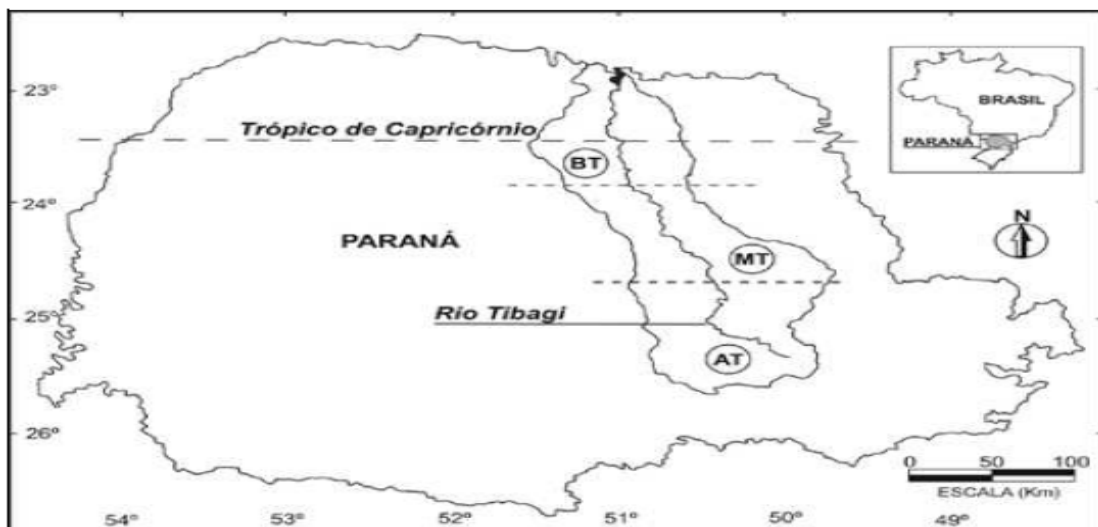 23°
24°
25°
26°
Trópico de Capricórnio
BT
PARANÁ
MT
Rio Tibagi
AT
BRASIL
PARANÁ
N
0 50 100
ESCALA (Km)
54° 53° 52° 51° 50° 49°